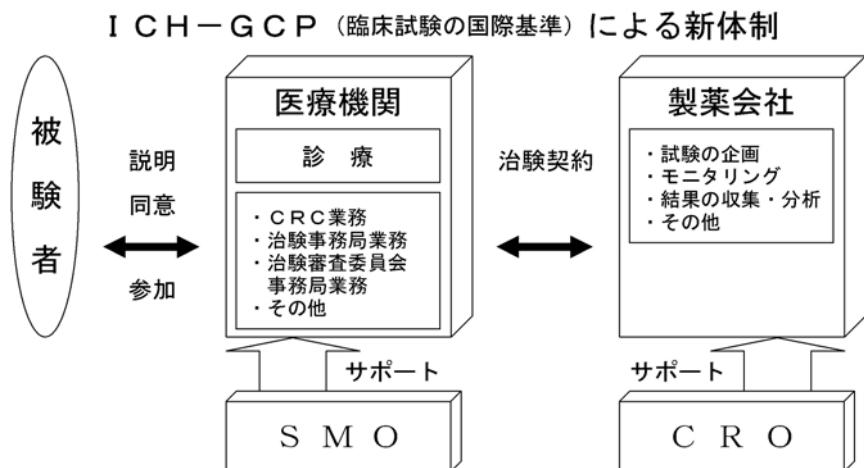 ＩＣＨ－ＧＣＰ（臨床試験の国際基準）による新体制
被験者
説明
同意
参加
医療機関
診　療
・ＣＲＣ業務
・治験事務局業務
・治験審査委員会
事務局業務
・その他
治験契約
製薬会社
・試験の企画
・モニタリング
・結果の収集・分析
・その他
サポート
サポート
ＳＭＯ
ＣＲＯ